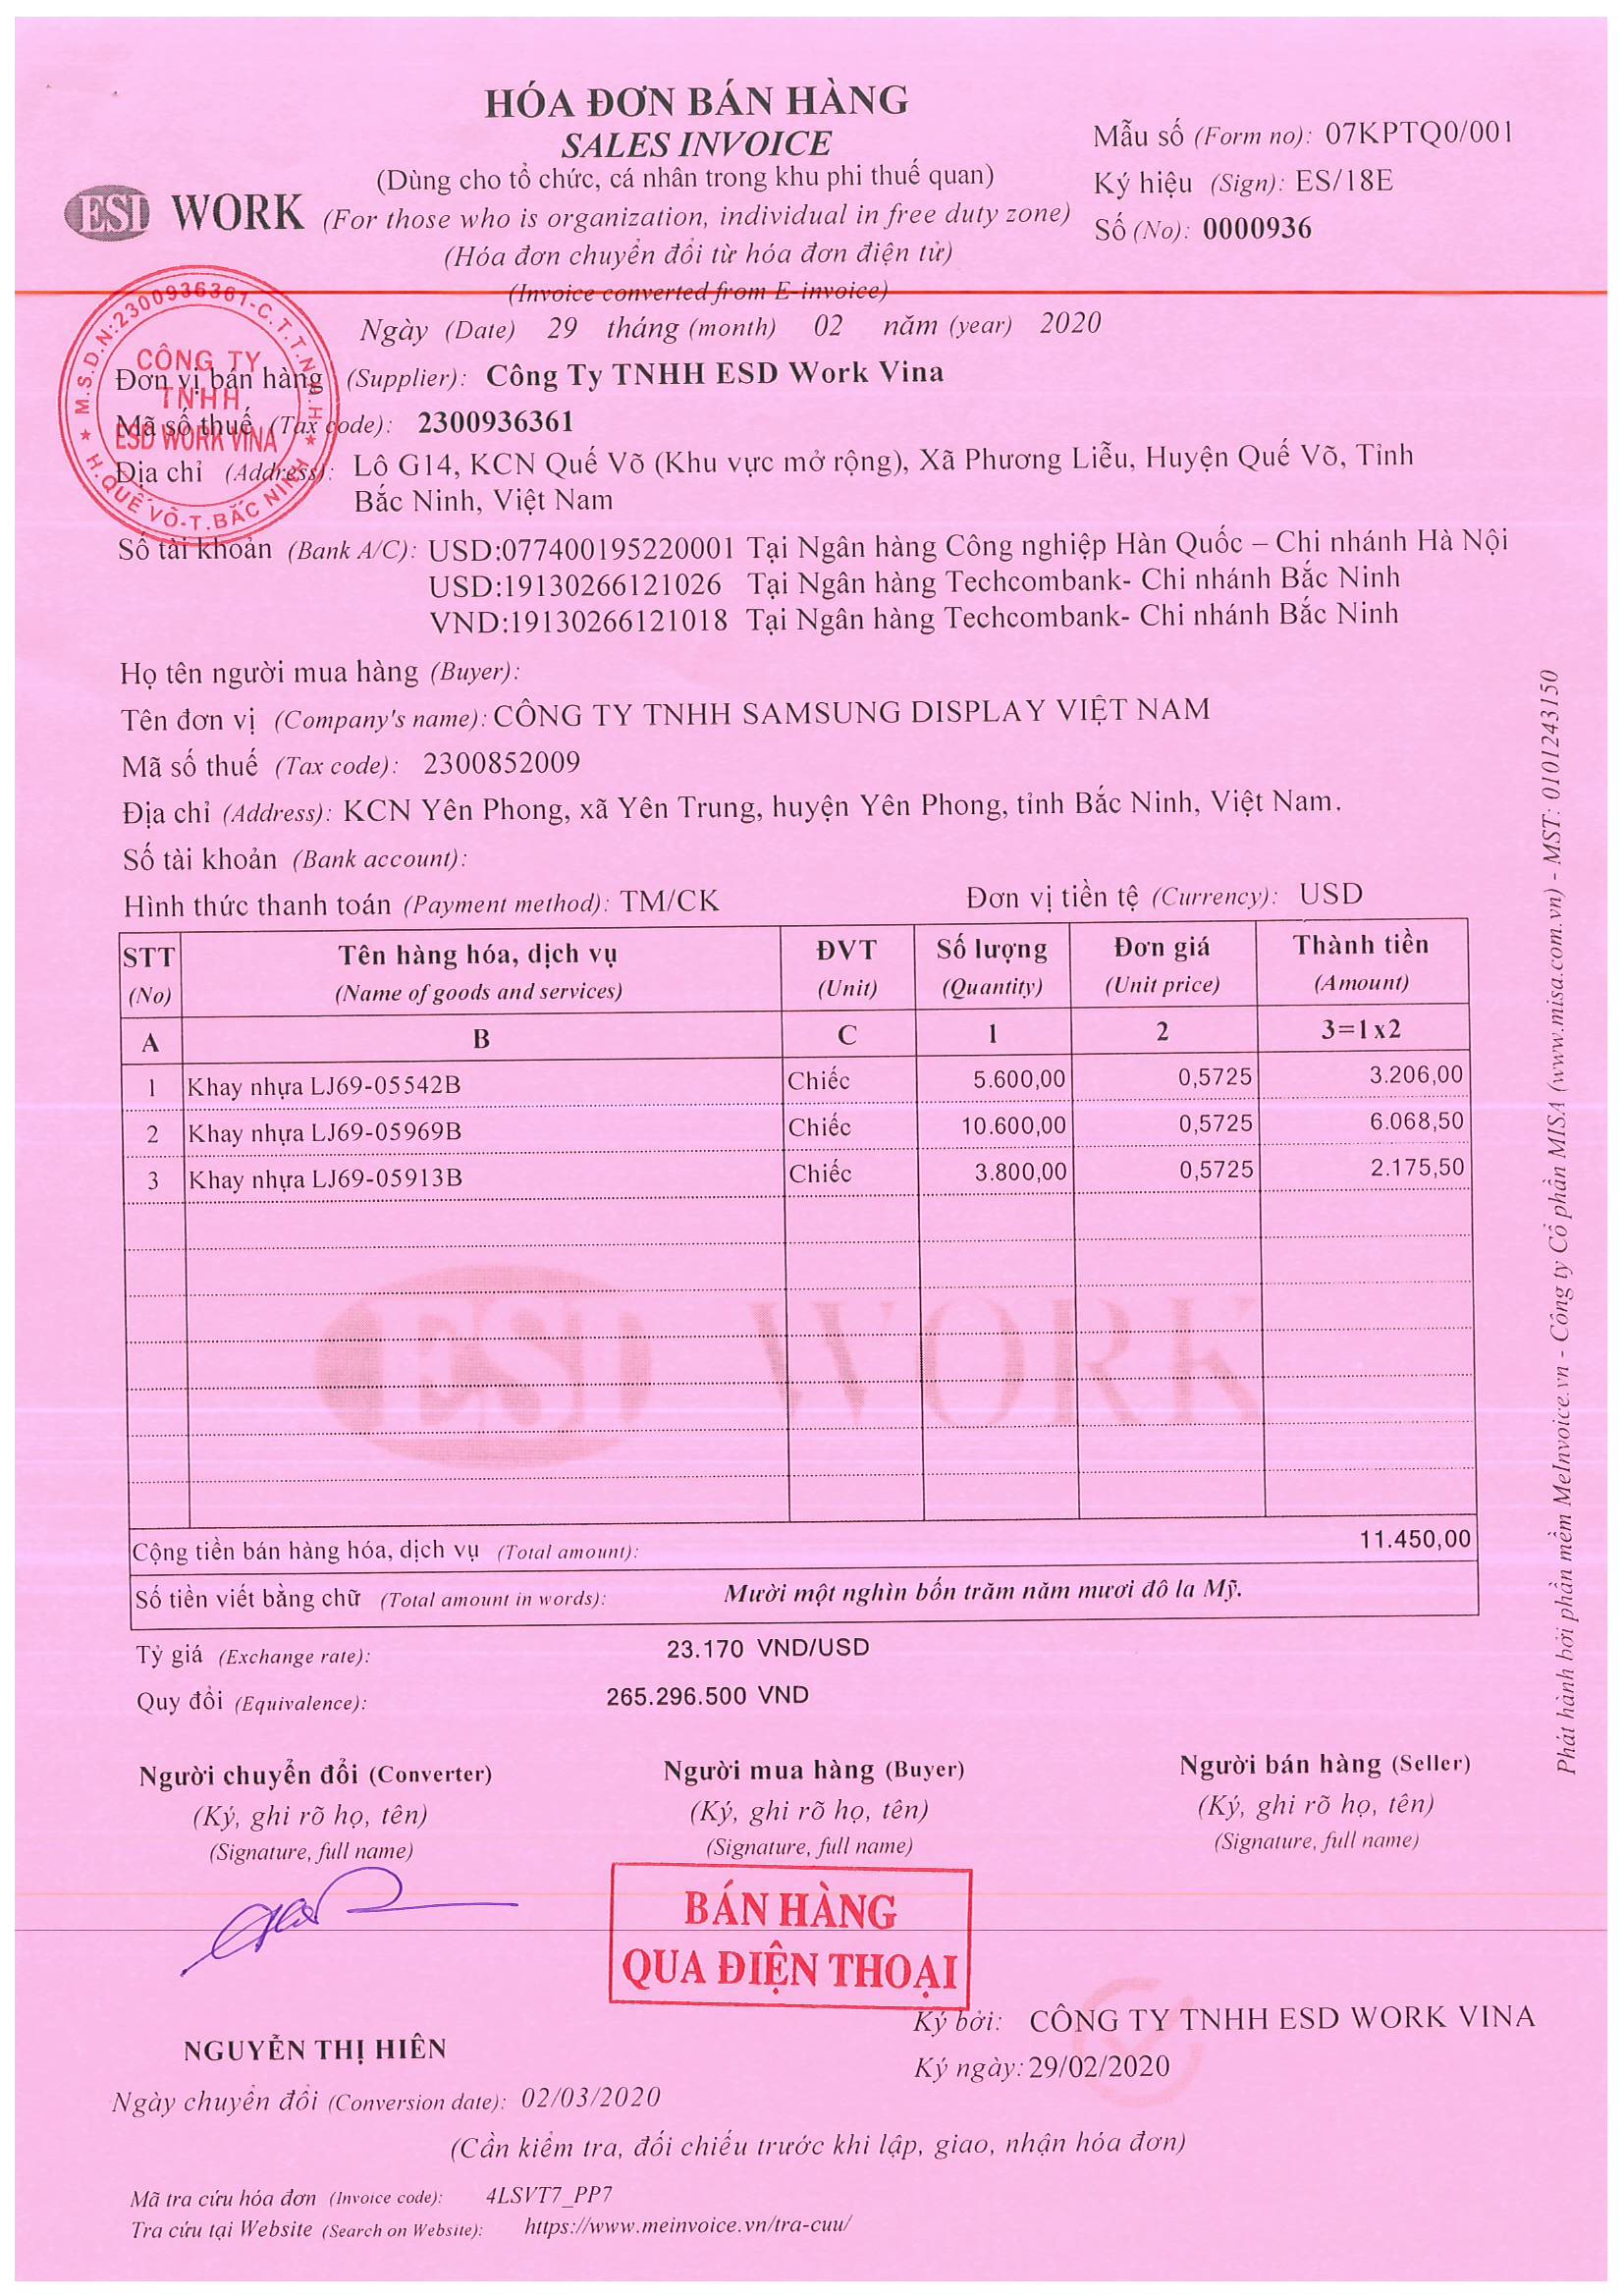 HÓA ĐƠN BÁN HÀNG
SALES INVOICE
(Dùng cho tổ chức, cá nhân trong khu phi thuế quan)
(For those who is organization, individual in free duty zone)
(Hóa đơn chuyển đổi từ hóa đơn điện tử)
(Invoice converted from E-invoice)
Mẫu số (Form no): 07KPTQ0/001
Ký hiệu (Sign): ES/18E
Số (No): 0000936
ESD WORK
Ngày (Date) 29 tháng (month) 02 năm (year) 2020
M.S.D.N:2300936361-C.T.T.N.H.H
CÔNG TY
TNHH
ESD WORK VINA
H.QUẾ VÕ-T.BẮC NINH
Đơn vị bán hàng (Supplier): Công Ty TNHH ESD Work Vina
Mã số thuế (Tax code): 2300936361
Địa chỉ (Address): Lô G14, KCN Quế Võ (Khu vực mở rộng), Xã Phương Liễu, Huyện Quế Võ, Tỉnh
Bắc Ninh, Việt Nam
Số tài khoản (Bank A/C): USD:077400195220001 Tại Ngân hàng Công nghiệp Hàn Quốc – Chi nhánh Hà Nội
USD:19130266121026 Tại Ngân hàng Techcombank- Chi nhánh Bắc Ninh
VND:19130266121018 Tại Ngân hàng Techcombank- Chi nhánh Bắc Ninh
Họ tên người mua hàng (Buyer):
Tên đơn vị (Company's name): CÔNG TY TNHH SAMSUNG DISPLAY VIỆT NAM
Mã số thuế (Tax code): 2300852009
Địa chỉ (Address): KCN Yên Phong, xã Yên Trung, huyện Yên Phong, tỉnh Bắc Ninh, Việt Nam.
Số tài khoản (Bank account):
Hình thức thanh toán (Payment method): TM/CK Đơn vị tiền tệ (Currency): USD
STT Tên hàng hóa, dịch vụ ĐVT Số lượng Đơn giá Thành tiền
(No) (Name of goods and services) (Unit) (Quantity) (Unit price) (Amount)
A B C 1 2 3=1x2
1 Khay nhựa LJ69-05542B Chiếc 5.600,00 0,5725 3.206,00
2 Khay nhựa LJ69-05969B Chiếc 10.600,00 0,5725 6.068,50
3 Khay nhựa LJ69-05913B Chiếc 3.800,00 0,5725 2.175,50
ESD WORK
Cộng tiền bán hàng hóa, dịch vụ (Total amount): 11.450,00
Số tiền viết bằng chữ (Total amount in words): Mười một nghìn bốn trăm năm mươi đô la Mỹ.
Tỷ giá (Exchange rate): 23.170 VND/USD
Quy đổi (Equivalence): 265.296.500 VND
Người chuyển đổi (Converter) Người mua hàng (Buyer) Người bán hàng (Seller)
(Ký, ghi rõ họ, tên) (Ký, ghi rõ họ, tên) (Ký, ghi rõ họ, tên)
(Signature, full name) (Signature, full name) (Signature, full name)
BÁN HÀNG
QUA ĐIỆN THOẠI
Ký bởi: CÔNG TY TNHH ESD WORK VINA
NGUYỄN THỊ HIÊN
Ký ngày: 29/02/2020
Ngày chuyển đổi (Conversion date): 02/03/2020
(Cần kiểm tra, đối chiếu trước khi lập, giao, nhận hóa đơn)
Mã tra cứu hóa đơn (Invoice code): 4LSVT7_PP7
Tra cứu tại Website (Search on Website): https://www.meinvoice.vn/tra-cuu/
Phát hành bởi phần mềm MeInvoice.vn - Công ty Cổ phần MISA (www.misa.com.vn) - MST: 0101243150